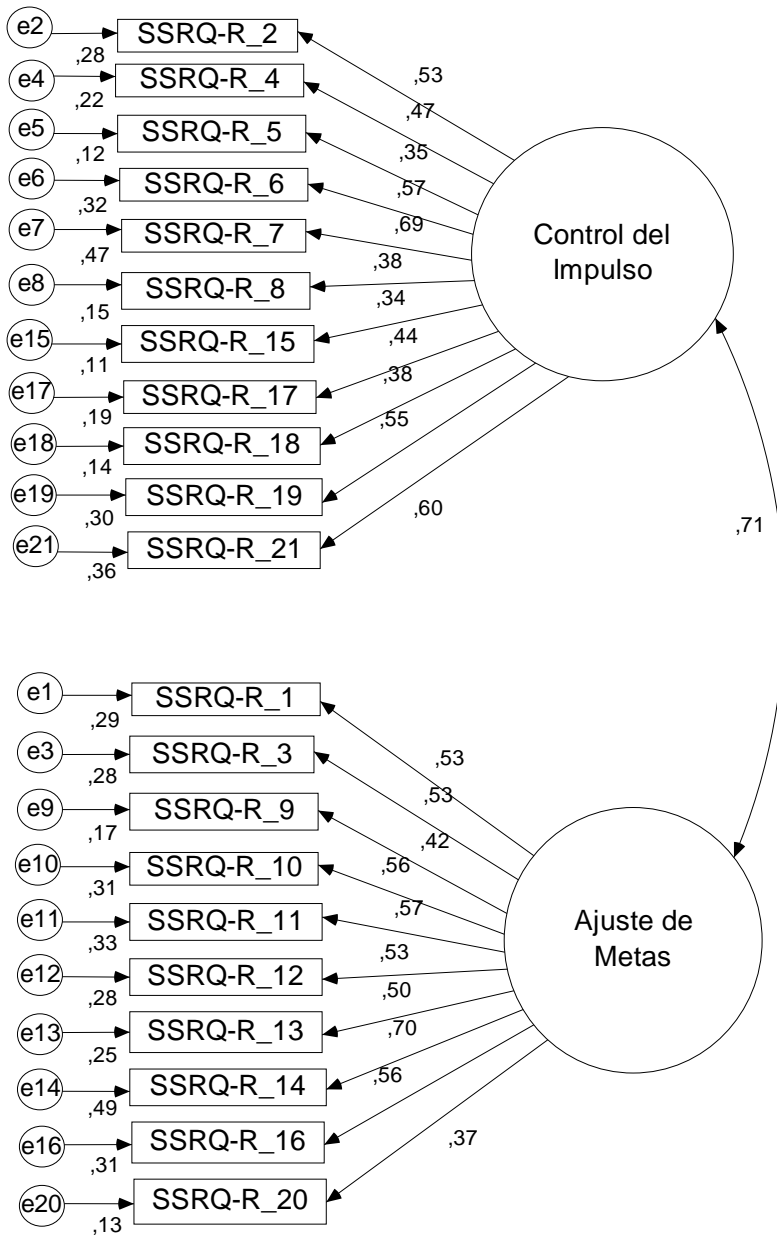 e2
SSRQ-R_2
,28
,53
e4
SSRQ-R_4
,22
,47
e5
SSRQ-R_5
,12
,35
e6
SSRQ-R_6
,32
,57
e7
SSRQ-R_7
,47
,69
e8
SSRQ-R_8
,15
,38
e15
SSRQ-R_15
,11
,34
e17
SSRQ-R_17
,19
,44
e18
SSRQ-R_18
,14
,38
e19
SSRQ-R_19
,30
,55
e21
SSRQ-R_21
,36
,60
Control del
Impulso
,71
e1
SSRQ-R_1
,29
,53
e3
SSRQ-R_3
,28
,53
e9
SSRQ-R_9
,17
,42
e10
SSRQ-R_10
,31
,56
e11
SSRQ-R_11
,33
,57
e12
SSRQ-R_12
,28
,53
e13
SSRQ-R_13
,25
,50
e14
SSRQ-R_14
,49
,70
e16
SSRQ-R_16
,31
,56
e20
SSRQ-R_20
,13
,37
Ajuste de
Metas